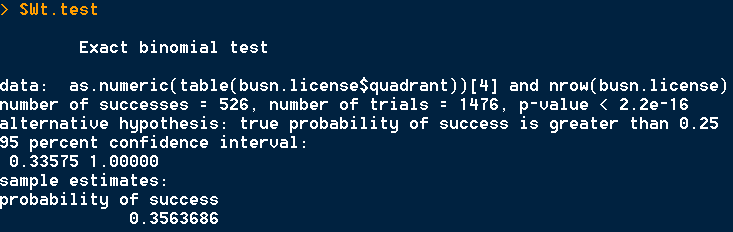 > SWt.test
Exact binomial test
data:  as.numeric(table(busn.license$quadrant))[4] and nrow(busn.license)
number of successes = 526, number of trials = 1476, p-value < 2.2e-16
alternative hypothesis: true probability of success is greater than 0.25
95 percent confidence interval:
 0.33575 1.00000
sample estimates:
probability of success
             0.3563686